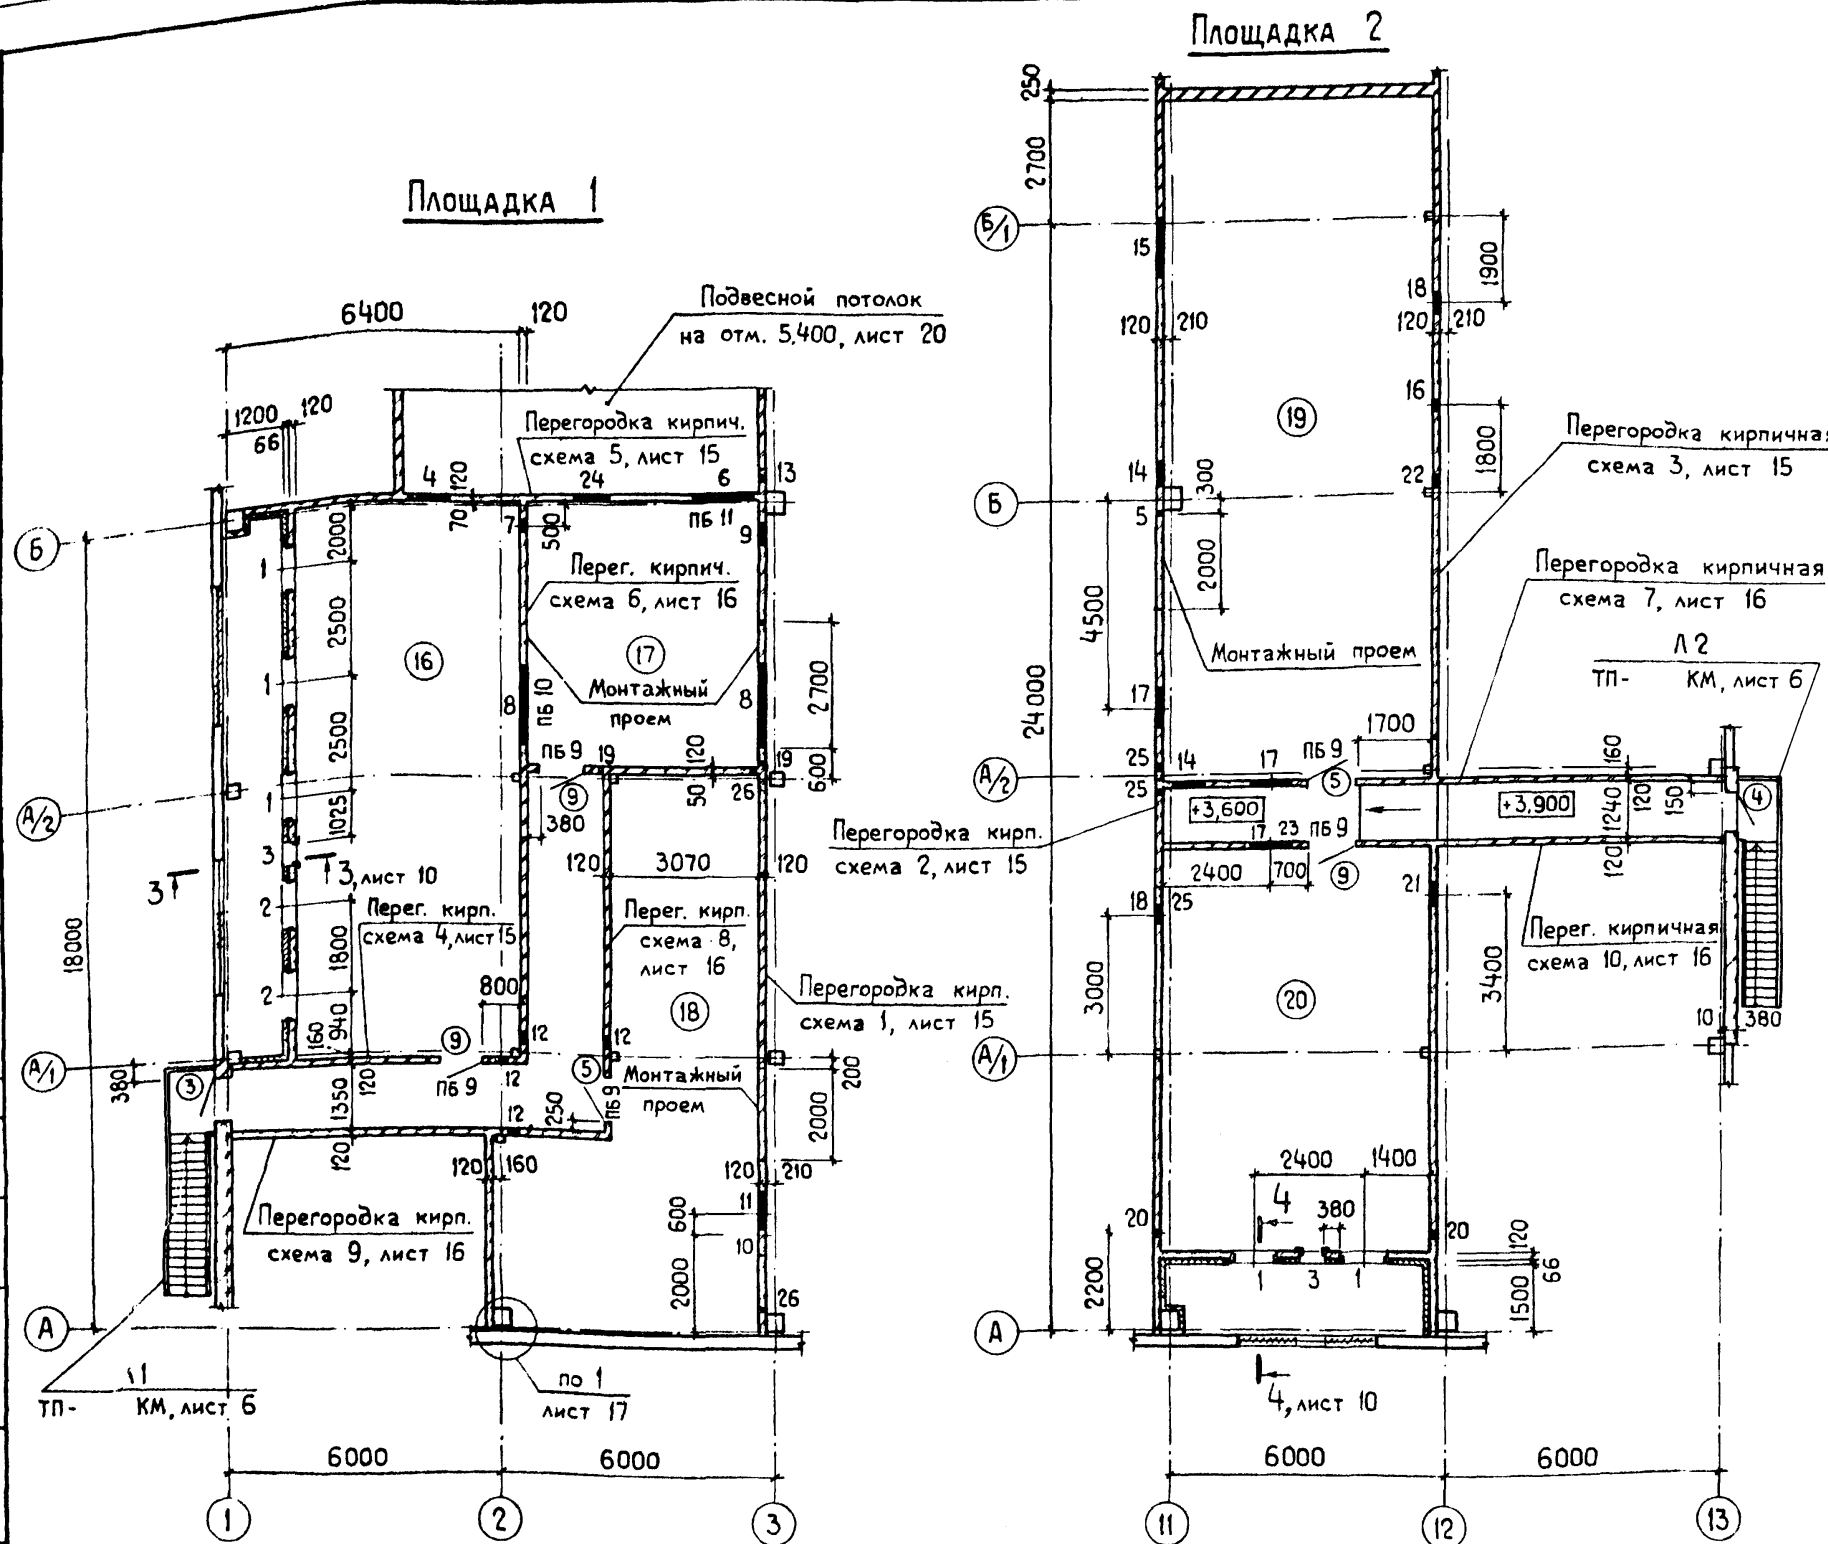 Площадка 1
6400
120
Подвесной потолок
на отм. 5,400, лист 20
1200
120
66
Перегородка кирпич.
схема 5, лист 15
4
120
24
6
13
70
7
500
ПБ 11
9
Б
2000
1
Перег. кирпич.
схема 6, лист 16
2500
16
17
1
Монтажный
проем
8
ПБ 10
8
2700
2500
ПБ 9
19
120
19
600
А/2
1
9
50
26
1025
380
3
120
3070
120
3
3, лист 10
2
Перег. кирп.
схема 4, лист 15
Перег. кирп.
схема 8,
лист 16
18000
1800
2
800
18
Перегородка кирп.
схема 1, лист 15
160
940
9
12
12
А/1
380
3
120
ПБ 9
12
5
Монтажный
проем
200
1350
250
ПБ 9
12
2000
120
120
160
120
210
Перегородка кирп.
схема 9, лист 16
600
11
10
2000
26
А
1
ТП-
КМ, лист 6
по 1
лист 17
6000
6000
1
2
3
Площадка 2
250
2700
Б/1
15
1900
18
120
210
120
210
16
19
Перегородка кирпичная
схема 3, лист 15
1800
14
300
22
Б
5
2000
Перегородка кирпичная
схема 7, лист 16
4500
Монтажный проем
Л 2
ТП-
КМ, лист 6
24000
17
1700
25
14
17
ПБ 9
160
А/2
5
25
+3,600
+3,900
1240
120
150
4
Перегородка кирп.
схема 2, лист 15
17
23
ПБ 9
120
2400
700
9
21
18
25
Перег. кирпичная
схема 10, лист 16
3000
20
3400
10
380
А/1
2400
1400
4
380
20
20
120
1
3
1
66
2200
1500
А
4, лист 10
6000
6000
11
12
13